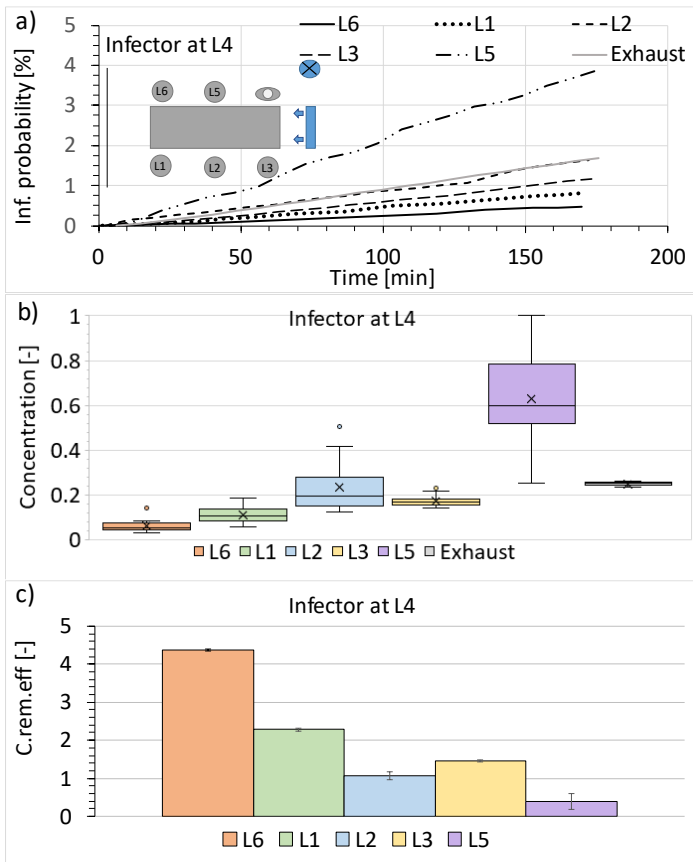 a)
L6 L1 L2
L3 L5 Exhaust
Infector at L4
Inf. probability [%]
5
4
3
2
1
0
L6 L5
L1 L2 L3
0 50 100 150 200
Time [min]
b)
Infector at L4
Concentration [-]
1
0.8
0.6
0.4
0.2
0
L6 L1 L2 L3 L5 Exhaust
c)
Infector at L4
C.rem.eff [-]
5
4
3
2
1
0
L6 L1 L2 L3 L5